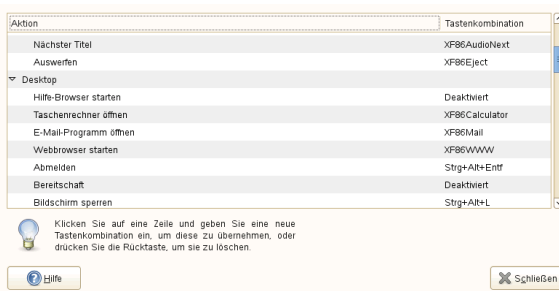 Aktion Tastenkombination
Nächster Titel XF86AudioNext
Auswerfen XF86Eject
Desktop
Hilfe-Browser starten Deaktiviert
Taschenrechner öffnen XF86Calculator
E-Mail-Programm öffnen XF86Mail
Webbrowser starten XF86WWW
Abmelden Strg+Alt+Entf
Bereitschaft Deaktiviert
Bildschirm sperren Strg+Alt+L
Klicken Sie auf eine Zeile und geben Sie eine neue
Tastenkombination ein, um diese zu übernehmen, oder
drücken Sie die Rücktaste, um sie zu löschen.
Hilfe Schließen